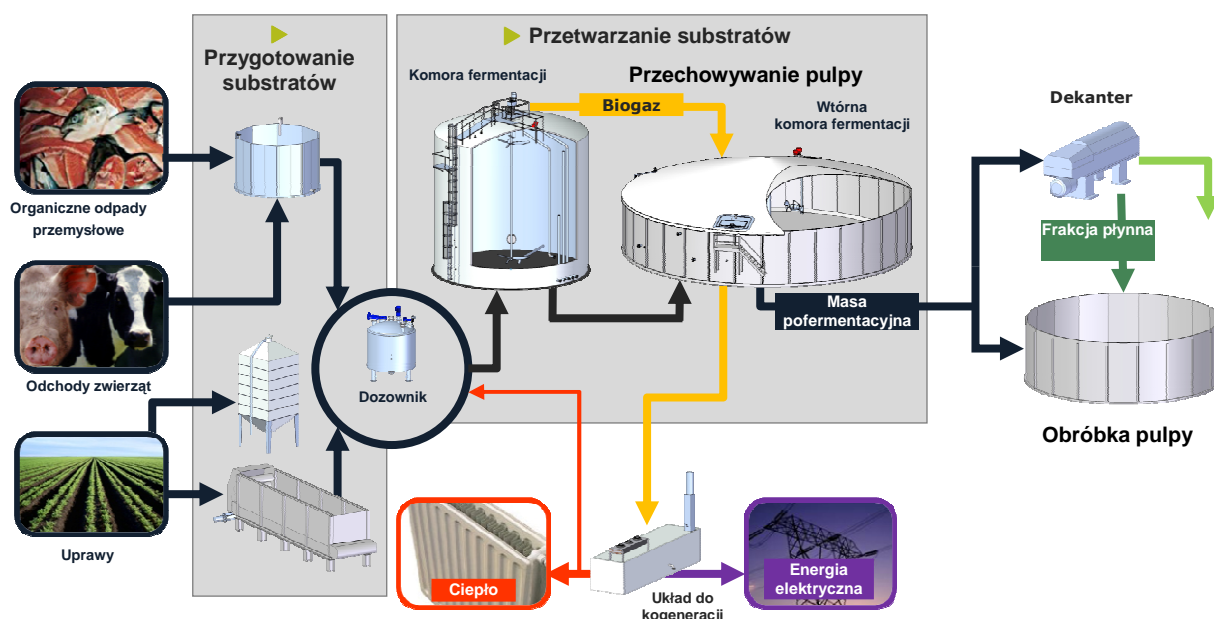 Przygotowanie
substratów
Przetwarzanie substratów
Komora fermentacji
Przechowywanie pulpy
Biogaz
Wtórna
komora fermentacji
Dekanter
Organiczne odpady
przemysłowe
Frakcja płynna
Masa
pofermentacyjna
Odchody zwierząt
Dozownik
Obróbka pulpy
Uprawy
Ciepło
Energia
elektryczna
Układ do
kogeneracji